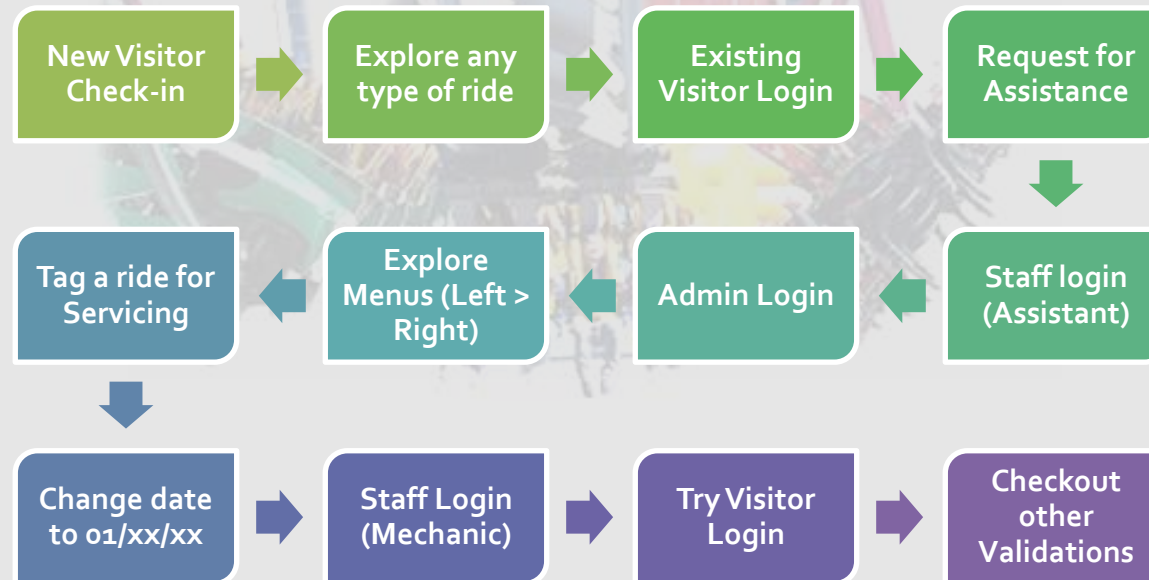 New Visitor
Check-in
Explore any
type of ride
Existing
Visitor Login
Request for
Assistance
Staff login
(Assistant)
Admin Login
Explore
Menus (Left >
Right)
Tag a ride for
Servicing
Change date
to 01/xx/xx
Staff Login
(Mechanic)
Try Visitor
Login
Checkout
other
Validations